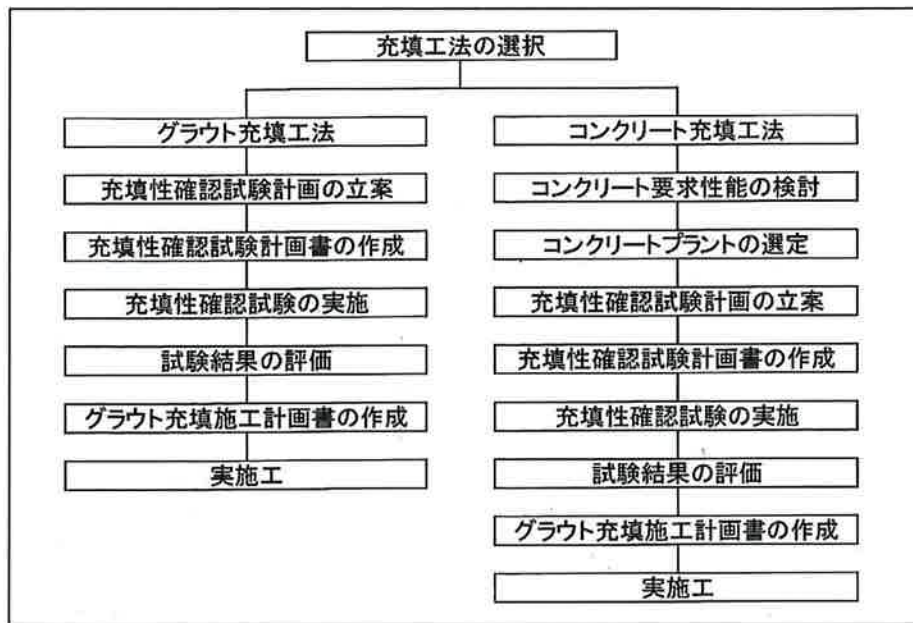 充填工法の選択
グラウト充填工法
充填性確認試験計画の立案
充填性確認試験計画書の作成
充填性確認試験の実施
試験結果の評価
グラウト充填施工計画書の作成
実施工
コンクリート充填工法
コンクリート要求性能の検討
コンクリートプラントの選定
充填性確認試験計画の立案
充填性確認試験計画書の作成
充填性確認試験の実施
試験結果の評価
グラウト充填施工計画書の作成
実施工